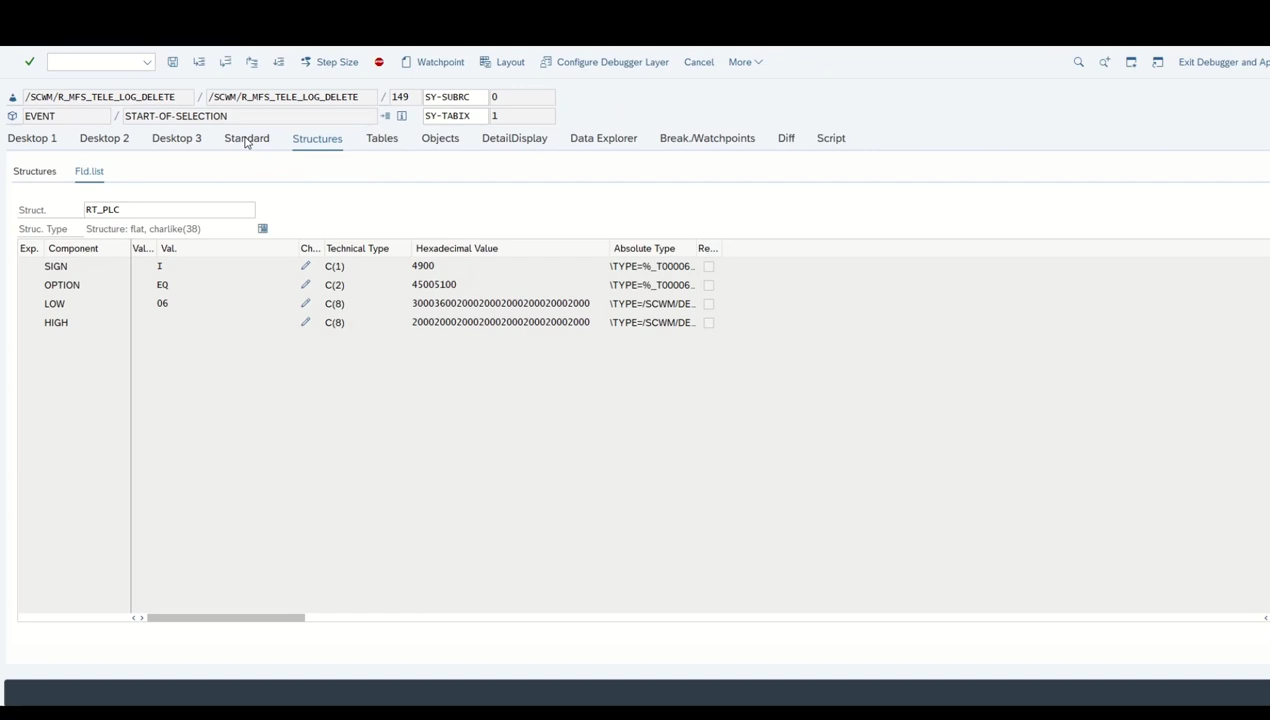 Step Size Watchpoint Layout Configure Debugger Layer Cancel More Exit Debugger and Ap
/SCWM/R_MFS_TELE_LOG_DELETE / /SCWM/R_MFS_TELE_LOG_DELETE / 149 SY-SUBRC 0
EVENT / START-OF-SELECTION SY-TABIX 1
Desktop 1 Desktop 2 Desktop 3 Standard Structures Tables Objects DetailDisplay Data Explorer Break./Watchpoints Diff Script
Structures Fld.list
Struct. RT_PLC
Struc. Type Structure: flat, charlike(38)
Exp. Component Val... Val. Ch... Technical Type Hexadecimal Value Absolute Type Re...
SIGN I C(1) 4900 \TYPE=%_T00006..
OPTION EQ C(2) 45005100 \TYPE=%_T00006..
LOW 06 C(8) 30003600200020002000200020002000 \TYPE=/SCWM/DE..
HIGH C(8) 20002000200020002000200020002000 \TYPE=/SCWM/DE..